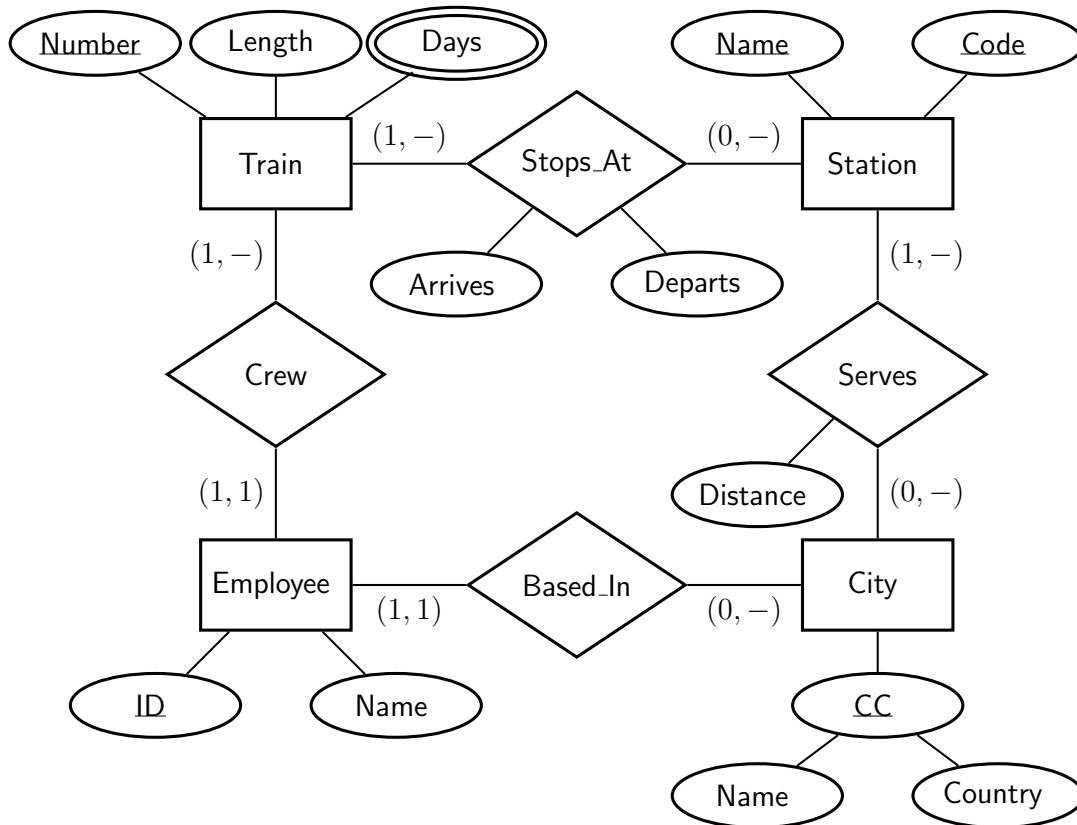 Number
Length
Days
Name
Code
(1, −)
(0, −)
Train
Stops_At
Station
(1, −)
Arrives
Departs
(1, −)
Crew
Serves
(1, 1)
Distance
(0, −)
Employee
Based_In
City
(1, 1)
(0, −)
ID
Name
CC
Name
Country